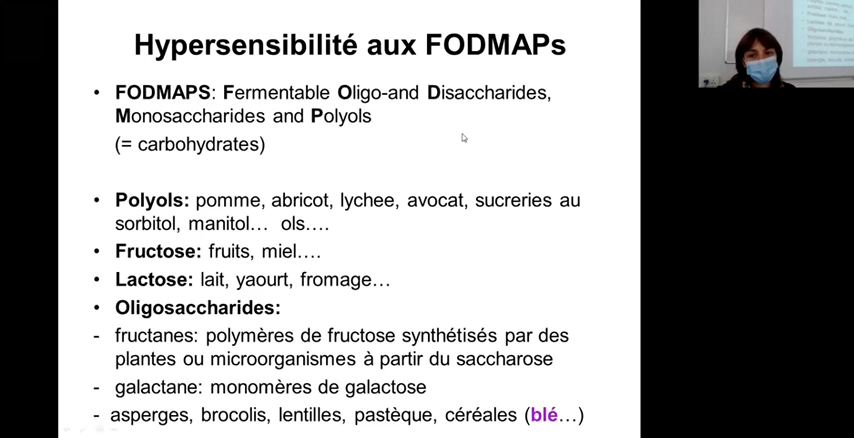 Hypersensibilité aux FODMAPs
• FODMAPS: Fermentable Oligo-and Disaccharides,
Monosaccharides and Polyols
(= carbohydrates)
• Polyols: pomme, abricot, lychee, avocat, sucreries au
sorbitol, manitol… ols….
• Fructose: fruits, miel….
• Lactose: lait, yaourt, fromage…
• Oligosaccharides:
- fructanes: polymères de fructose synthétisés par des
plantes ou microorganismes à partir du saccharose
- galactane: monomères de galactose
- asperges, brocolis, lentilles, pastèque, céréales (blé…)